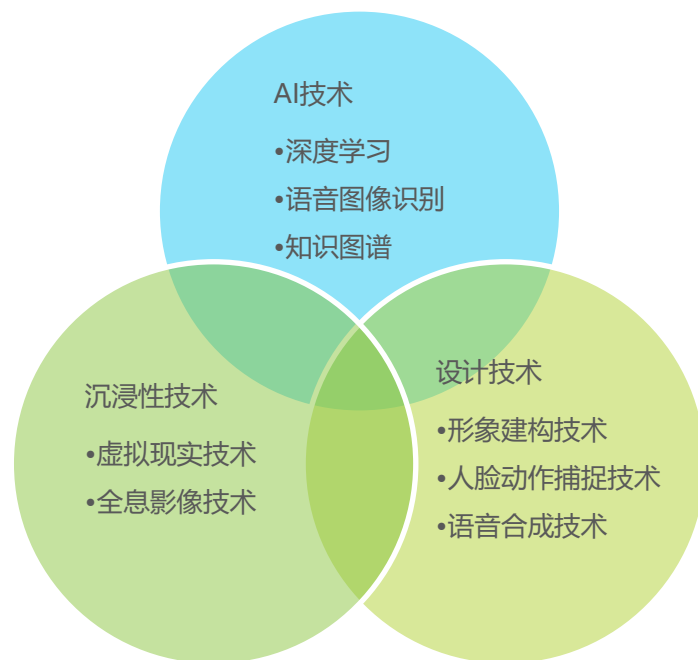 AI技术
•深度学习
•语音图像识别
•知识图谱
沉浸性技术
•虚拟现实技术
•全息影像技术
设计技术
•形象建构技术
•人脸动作捕捉技术
•语音合成技术